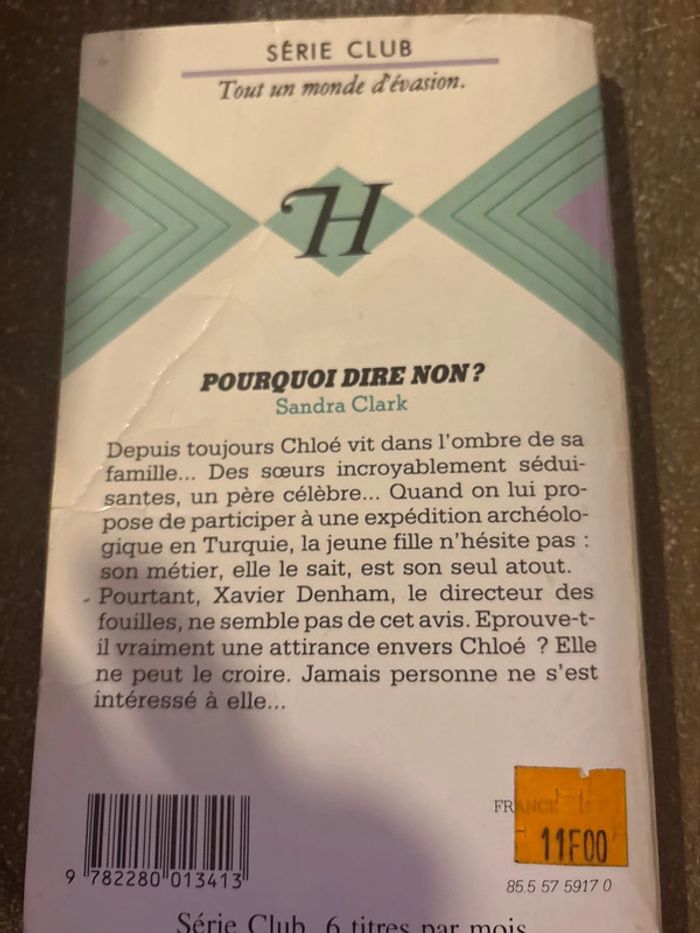 SÉRIE CLUB
Tout un monde d'évasion.
H
POURQUOI DIRE NON?
Sandra Clark
Depuis toujours Chloé vit dans l'ombre de sa
famille... Des sœurs incroyablement sédui-
santes, un père célèbre... Quand on lui pro-
pose de participer à une expédition archéolo-
gique en Turquie, la jeune fille n'hésite pas :
son métier, elle le sait, est son seul atout.
Pourtant, Xavier Denham, le directeur des
fouilles, ne semble pas de cet avis. Eprouve-t-
il vraiment une attirance envers Chloé ? Elle
ne peut le croire. Jamais personne ne s'est
intéressé à elle...
FRANCE
11F00
9 782280 013413
85.5 57 5917 0
Série Club 6 titres par mois